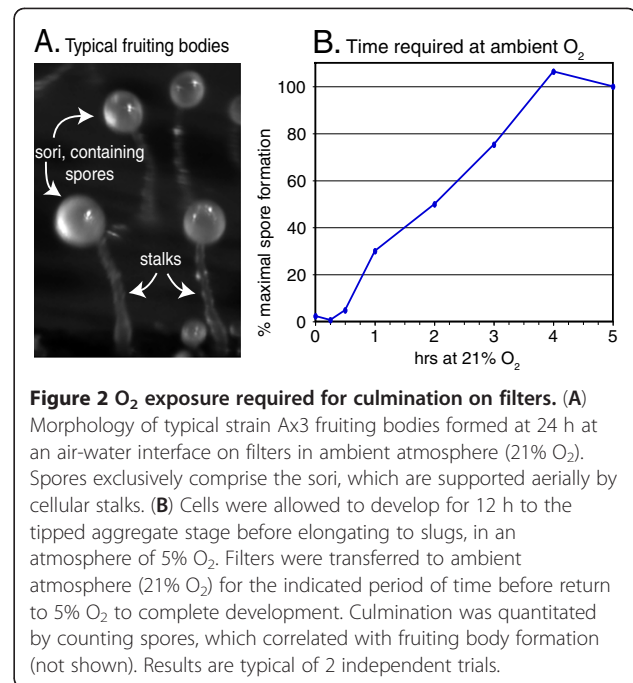 A. Typical fruiting bodies
sori, containing
spores
stalks
B. Time required at ambient O₂
% maximal spore formation
100
80
60
40
20
0
0 1 2 3 4 5
hrs at 21% O₂
Figure 2 O₂ exposure required for culmination on filters. (A)
Morphology of typical strain Ax3 fruiting bodies formed at 24 h at
an air-water interface on filters in ambient atmosphere (21% O₂).
Spores exclusively comprise the sori, which are supported aerially by
cellular stalks. (B) Cells were allowed to develop for 12 h to the
tipped aggregate stage before elongating to slugs, in an
atmosphere of 5% O₂. Filters were transferred to ambient
atmosphere (21% O₂) for the indicated period of time before return
to 5% O₂ to complete development. Culmination was quantitated
by counting spores, which correlated with fruiting body formation
(not shown). Results are typical of 2 independent trials.